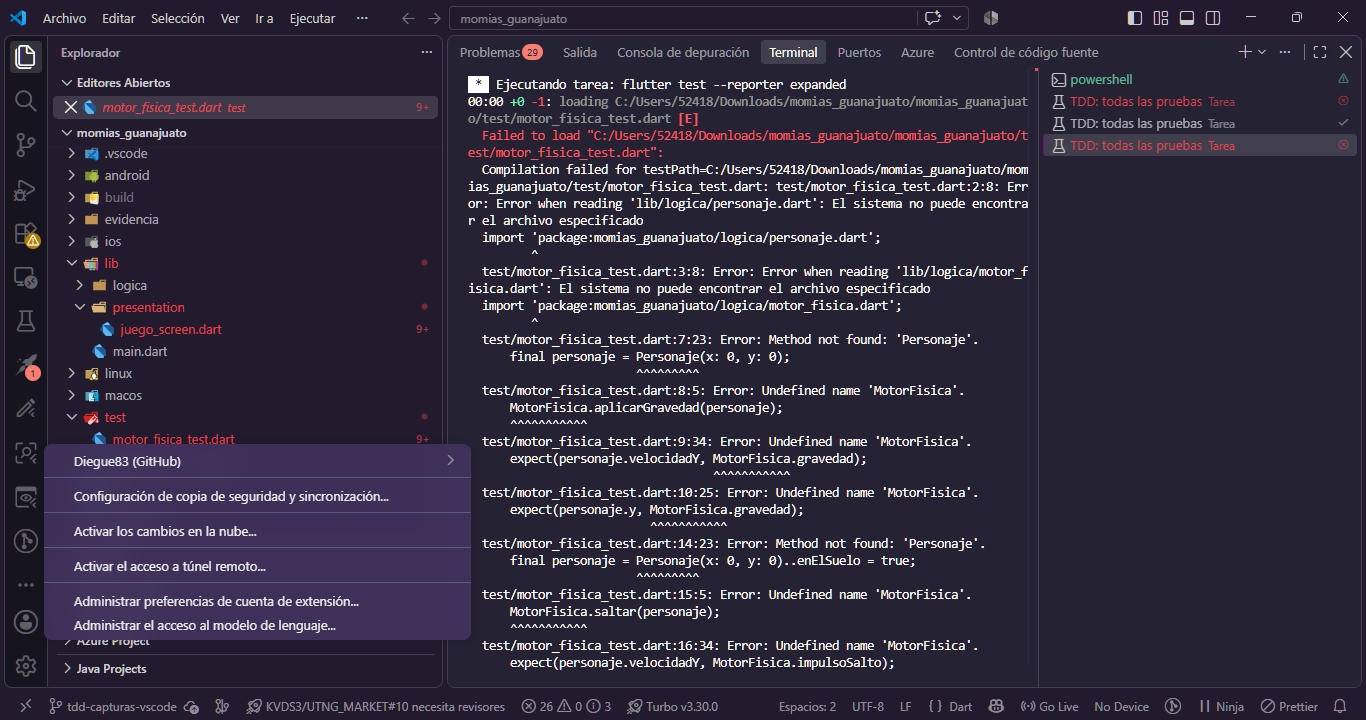 Archivo Editar Selección Ver Ir a Ejecutar ···
momias_guanajuato
Explorador
Editores Abiertos
motor_fisica_test.dart test 9+
momias_guanajuato
.vscode
android
build
evidencia
ios
lib
logica
presentation
juego_screen.dart 9+
main.dart
linux
macos
test
motor_fisica_test.dart 9+
Diegue83 (GitHub)
Configuración de copia de seguridad y sincronización...
Activar los cambios en la nube...
Activar el acceso a túnel remoto...
Administrar preferencias de cuenta de extensión...
Administrar el acceso al modelo de lenguaje...
Azure Project
Java Projects
1
Problemas 29 Salida Consola de depuración Terminal Puertos Azure Control de código fuente
* Ejecutando tarea: flutter test --reporter expanded
00:00 +0 -1: loading C:/Users/52418/Downloads/momias_guanajuato/momias_guanajuat
o/test/motor_fisica_test.dart [E]
Failed to load "C:/Users/52418/Downloads/momias_guanajuato/momias_guanajuato/t
est/motor_fisica_test.dart":
Compilation failed for testPath=C:/Users/52418/Downloads/momias_guanajuato/mom
ias_guanajuato/test/motor_fisica_test.dart: test/motor_fisica_test.dart:2:8: Err
or: Error when reading 'lib/logica/personaje.dart': El sistema no puede encontra
r el archivo especificado
import 'package:momias_guanajuato/logica/personaje.dart';
^
test/motor_fisica_test.dart:3:8: Error: Error when reading 'lib/logica/motor_f
isica.dart': El sistema no puede encontrar el archivo especificado
import 'package:momias_guanajuato/logica/motor_fisica.dart';
^
test/motor_fisica_test.dart:7:23: Error: Method not found: 'Personaje'.
final personaje = Personaje(x: 0, y: 0);
^^^^^^^^^
test/motor_fisica_test.dart:8:5: Error: Undefined name 'MotorFisica'.
MotorFisica.aplicarGravedad(personaje);
^^^^^^^^^^^
test/motor_fisica_test.dart:9:34: Error: Undefined name 'MotorFisica'.
expect(personaje.velocidadY, MotorFisica.gravedad);
^^^^^^^^^^^
test/motor_fisica_test.dart:10:25: Error: Undefined name 'MotorFisica'.
expect(personaje.y, MotorFisica.gravedad);
^^^^^^^^^^^
test/motor_fisica_test.dart:14:23: Error: Method not found: 'Personaje'.
final personaje = Personaje(x: 0, y: 0)..enElSuelo = true;
^^^^^^^^^
test/motor_fisica_test.dart:15:5: Error: Undefined name 'MotorFisica'.
MotorFisica.saltar(personaje);
^^^^^^^^^^^
test/motor_fisica_test.dart:16:34: Error: Undefined name 'MotorFisica'.
expect(personaje.velocidadY, MotorFisica.impulsoSalto);
powershell
TDD: todas las pruebas Tarea
TDD: todas las pruebas Tarea
TDD: todas las pruebas Tarea
tdd-capturas-vscode KVDS3/UTNG_MARKET#10 necesita revisores 26 0 3 Turbo v3.30.0 Espacios: 2 UTF-8 LF {} Dart Go Live No Device Ninja Prettier